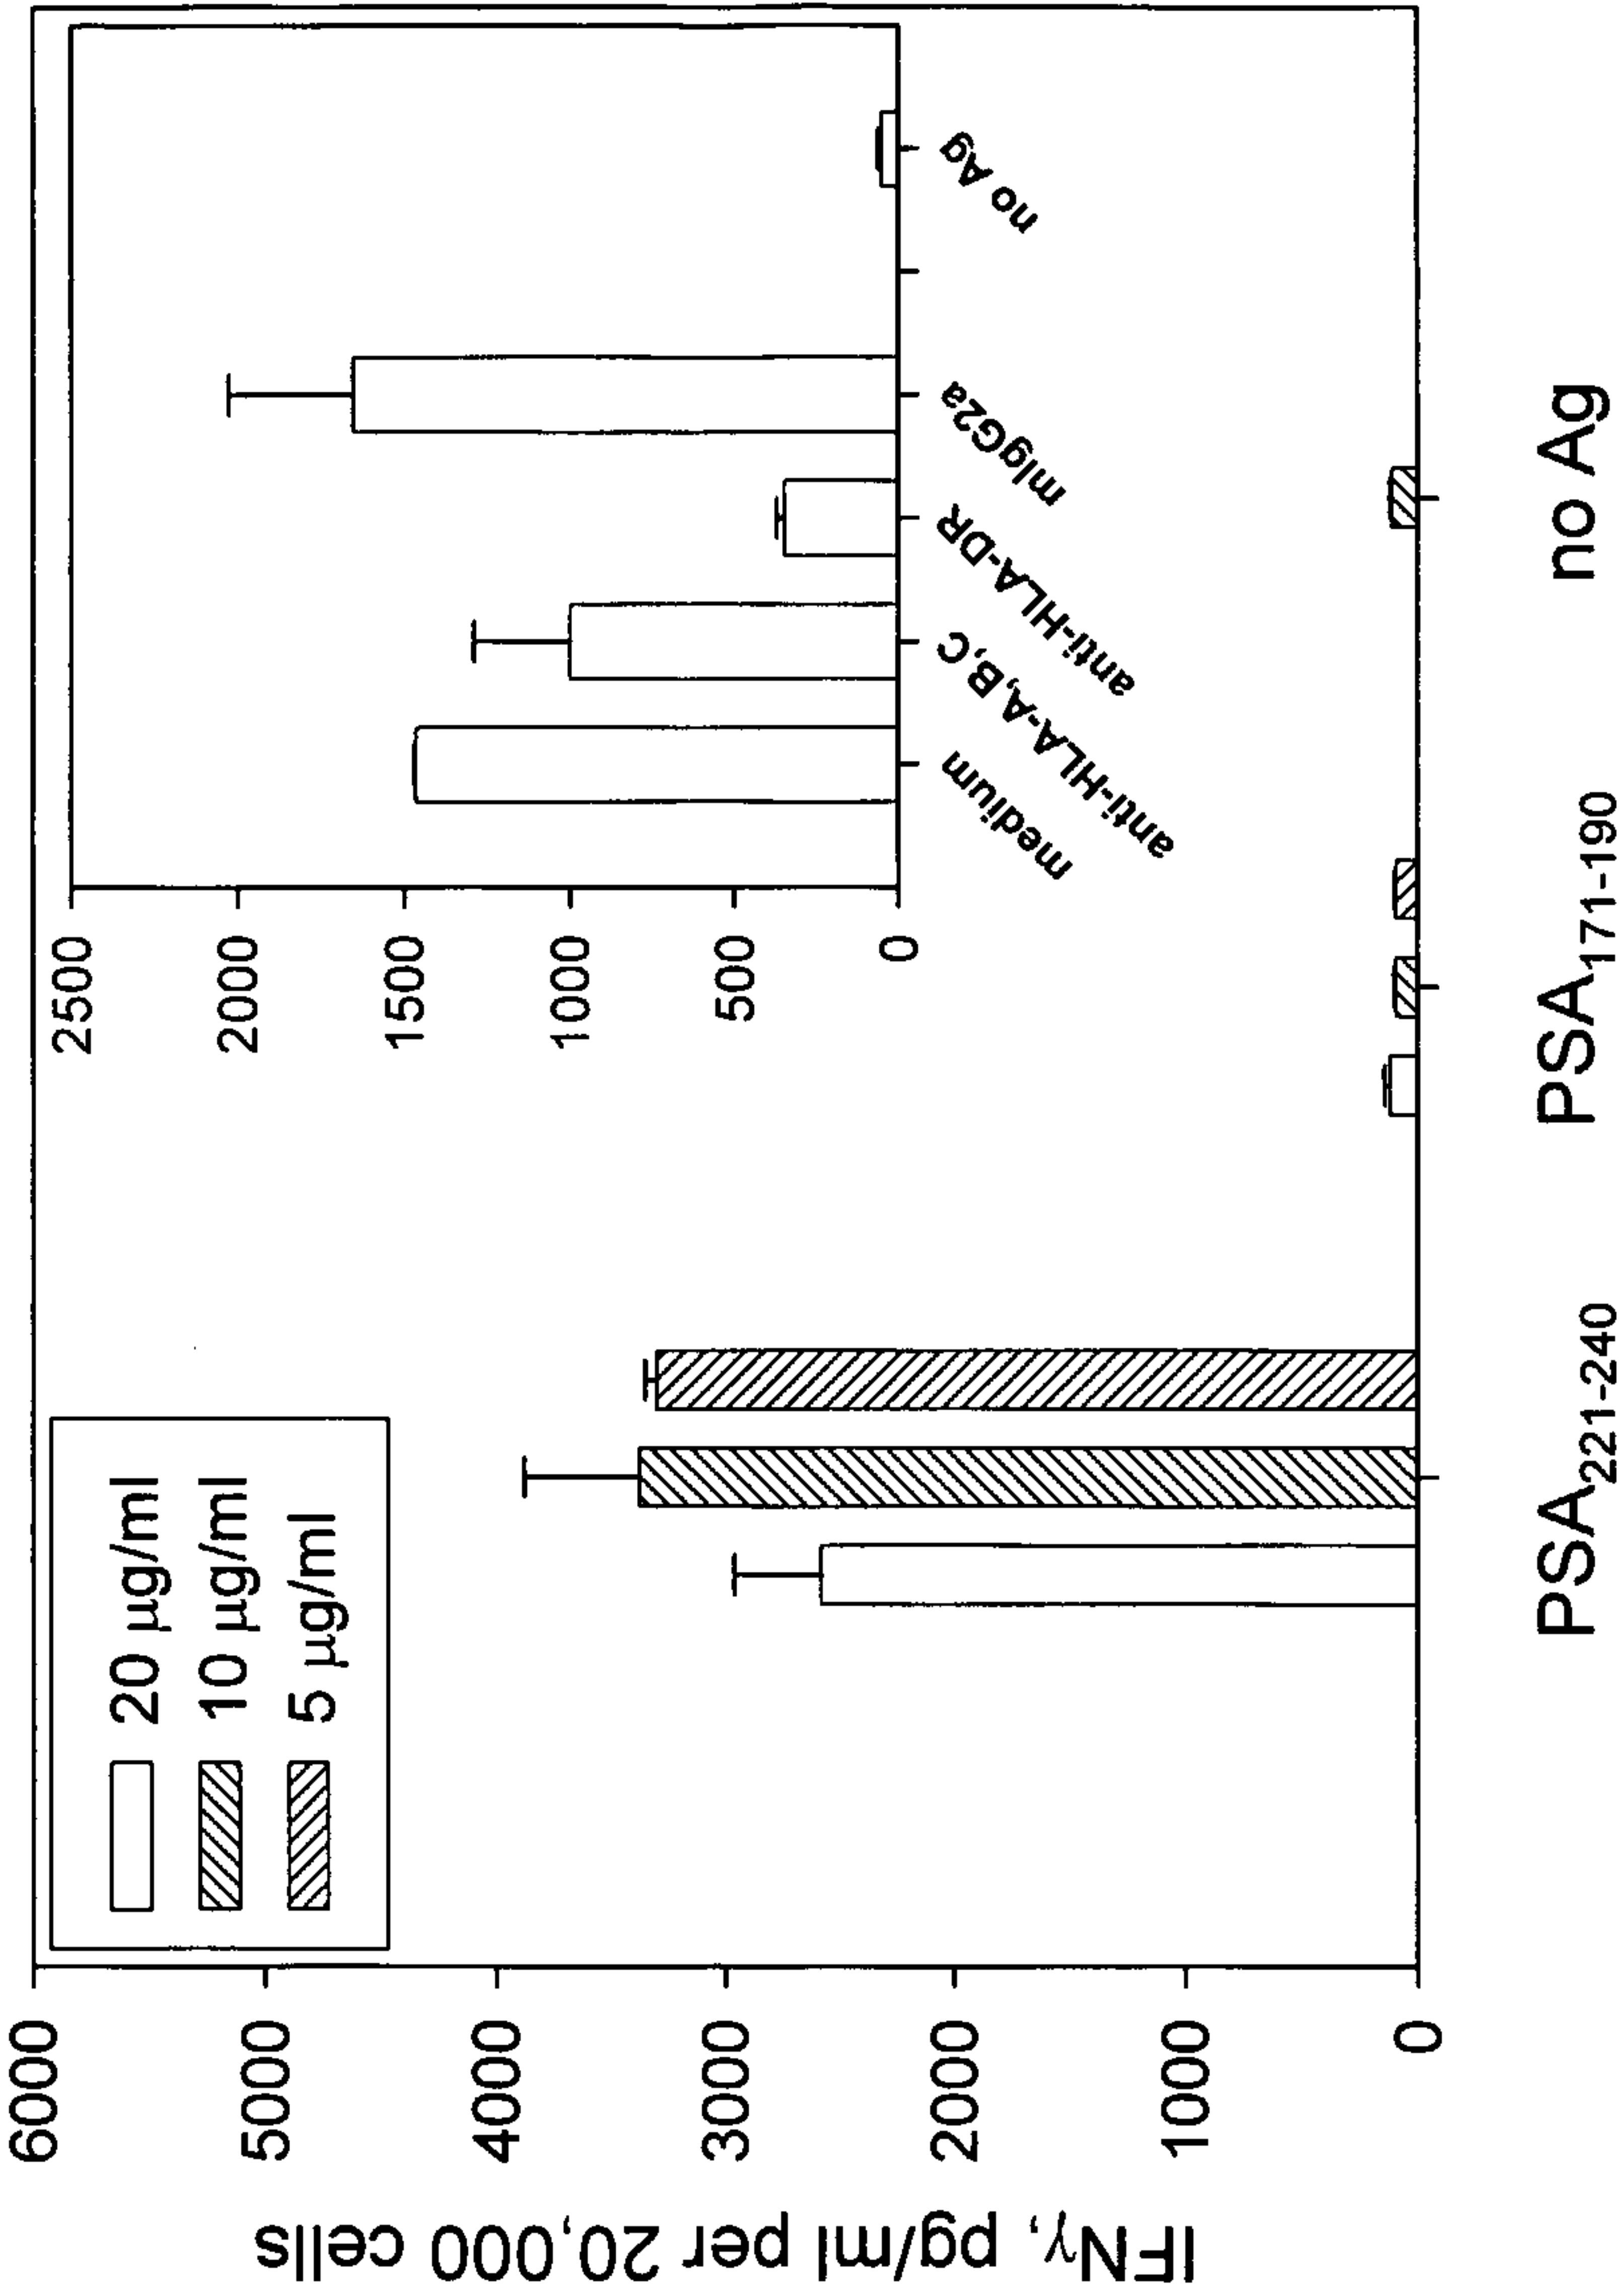 IFNγ, pg/ml per 20,000 cells
6000
5000
4000
3000
2000
1000
0
20 µg/ml
10 µg/ml
5 µg/ml
2500
2000
1500
1000
500
0
medium
anti-HLA-A,B,C
anti-HLA-DR
mIgG2a
no Ag
PSA221-240
PSA171-190
no Ag